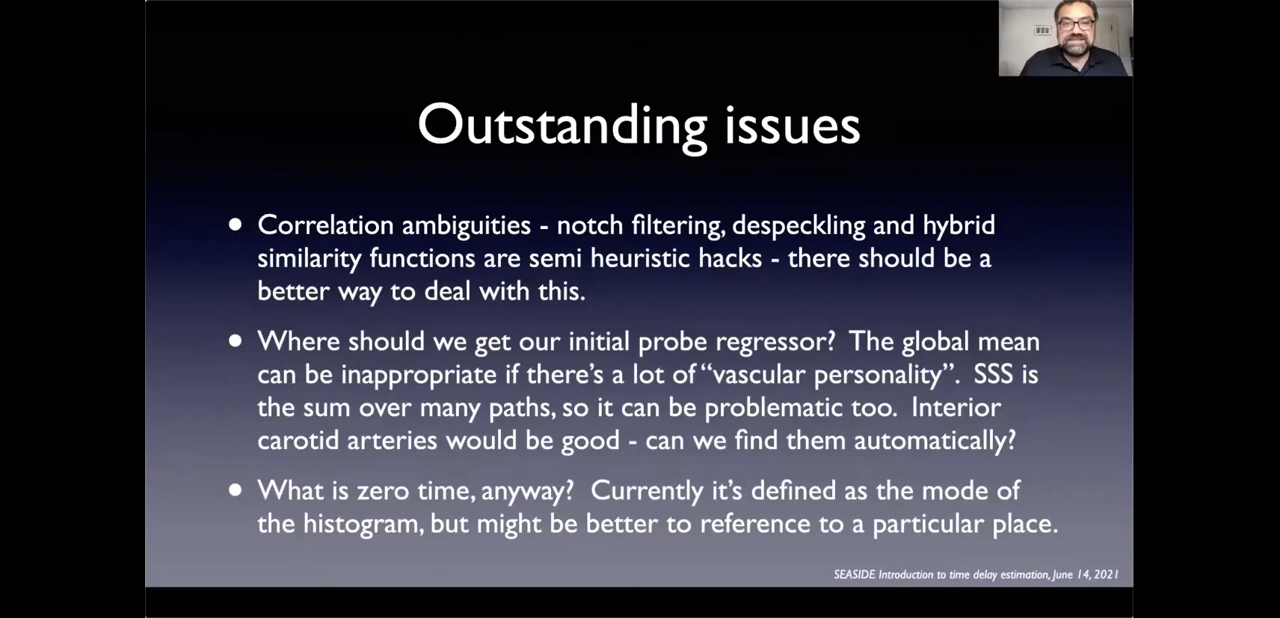 Outstanding issues
• Correlation ambiguities - notch filtering, despeckling and hybrid
similarity functions are semi heuristic hacks - there should be a
better way to deal with this.
• Where should we get our initial probe regressor? The global mean
can be inappropriate if there's a lot of "vascular personality". SSS is
the sum over many paths, so it can be problematic too. Interior
carotid arteries would be good - can we find them automatically?
• What is zero time, anyway? Currently it's defined as the mode of
the histogram, but might be better to reference to a particular place.
SEASIDE Introduction to time delay estimation, June 14, 2021